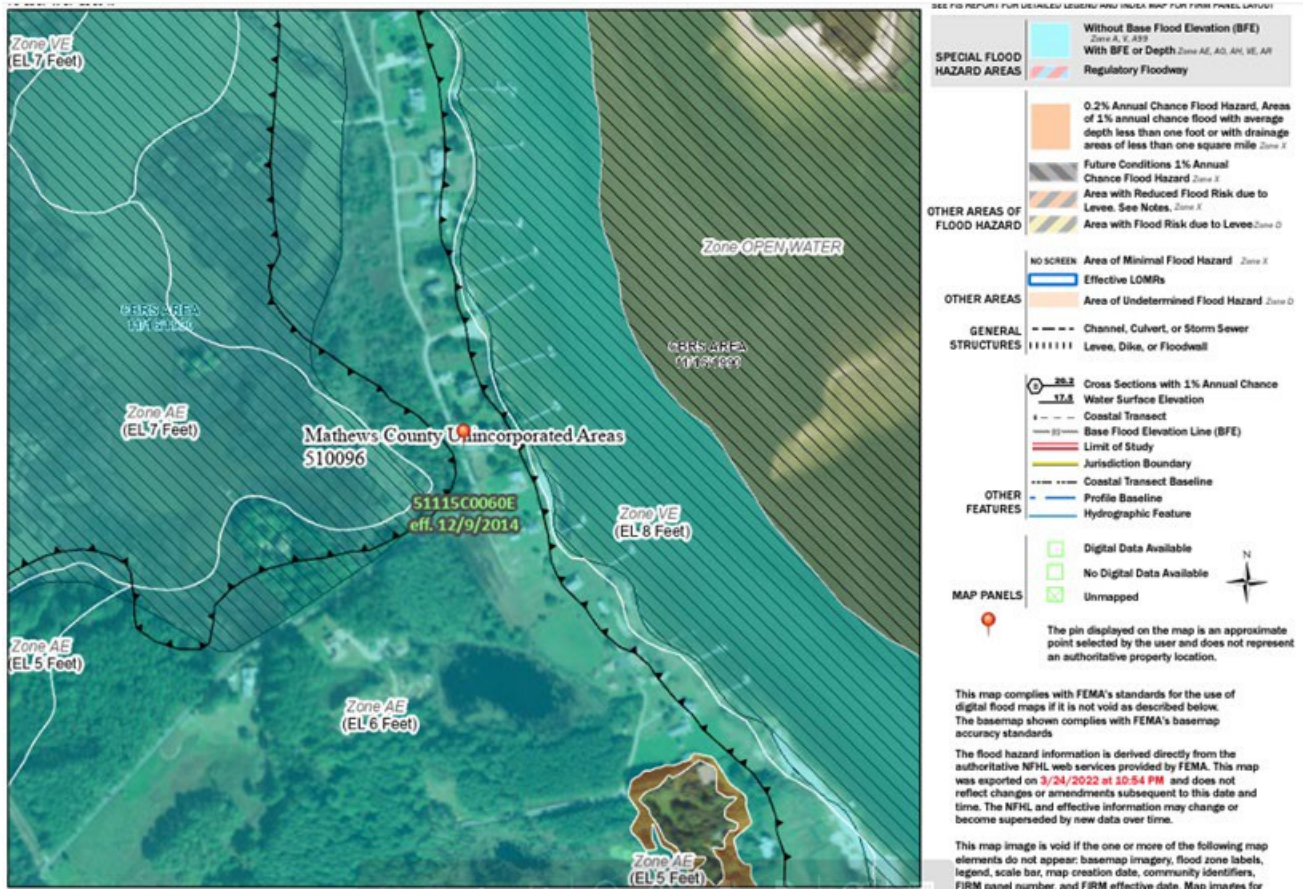 SEE FIS REPORT FOR DETAILED LEGEND AND INDEX MAP FOR FIRM PANEL LAYOUT
Zone VE
(EL 7 Feet)
Zone OPEN WATER
CBRS AREA
11/16/1990
CBRS AREA
11/16/1990
Zone AE
(EL 7 Feet)
Mathews County Unincorporated Areas
510096
51115C0060E
eff. 12/9/2014
Zone VE
(EL 8 Feet)
Zone AE
(EL 5 Feet)
Zone AE
(EL 6 Feet)
Zone AE
(EL 5 Feet)
SPECIAL FLOOD
HAZARD AREAS
Without Base Flood Elevation (BFE)
Zone A, V, A99
With BFE or Depth Zone AE, AO, AH, VE, AR
Regulatory Floodway
0.2% Annual Chance Flood Hazard, Areas
of 1% annual chance flood with average
depth less than one foot or with drainage
areas of less than one square mile Zone X
Future Conditions 1% Annual
Chance Flood Hazard Zone X
Area with Reduced Flood Risk due to
Levee. See Notes. Zone X
Area with Flood Risk due to Levee Zone D
OTHER AREAS OF
FLOOD HAZARD
NO SCREEN Area of Minimal Flood Hazard Zone X
Effective LOMRs
Area of Undetermined Flood Hazard Zone D
OTHER AREAS
GENERAL
STRUCTURES
Channel, Culvert, or Storm Sewer
Levee, Dike, or Floodwall
20.2 Cross Sections with 1% Annual Chance
17.5 Water Surface Elevation
Coastal Transect
Base Flood Elevation Line (BFE)
Limit of Study
Jurisdiction Boundary
Coastal Transect Baseline
Profile Baseline
Hydrographic Feature
OTHER
FEATURES
Digital Data Available
No Digital Data Available
Unmapped
MAP PANELS
N
The pin displayed on the map is an approximate
point selected by the user and does not represent
an authoritative property location.
This map complies with FEMA's standards for the use of
digital flood maps if it is not void as described below.
The basemap shown complies with FEMA's basemap
accuracy standards
The flood hazard information is derived directly from the
authoritative NFHL web services provided by FEMA. This map
was exported on 3/24/2022 at 10:54 PM and does not
reflect changes or amendments subsequent to this date and
time. The NFHL and effective information may change or
become superseded by new data over time.
This map image is void if the one or more of the following map
elements do not appear: basemap imagery, flood zone labels,
legend, scale bar, map creation date, community identifiers,
FIRM panel number, and FIRM effective date. Map images for